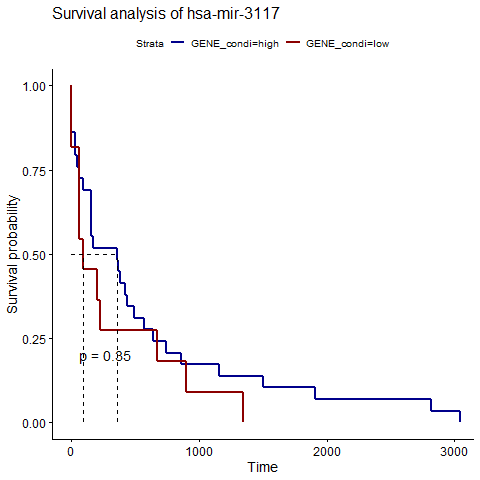 Survival analysis of hsa-mir-3117
Strata GENE_condi=high GENE_condi=low
Survival probability
1.00
0.75
0.50
0.25
0.00
p = 0.85
0 1000 2000 3000
Time